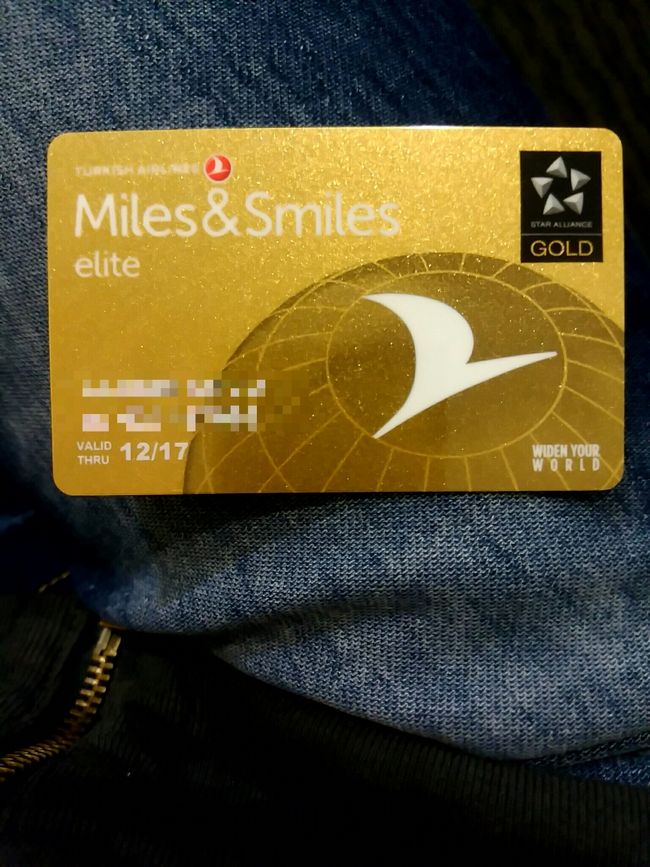 TURKISH AIRLINES
Miles&Smiles
elite
STAR ALLIANCE
GOLD
VALID
THRU 12/17
WIDEN YOUR
WORLD